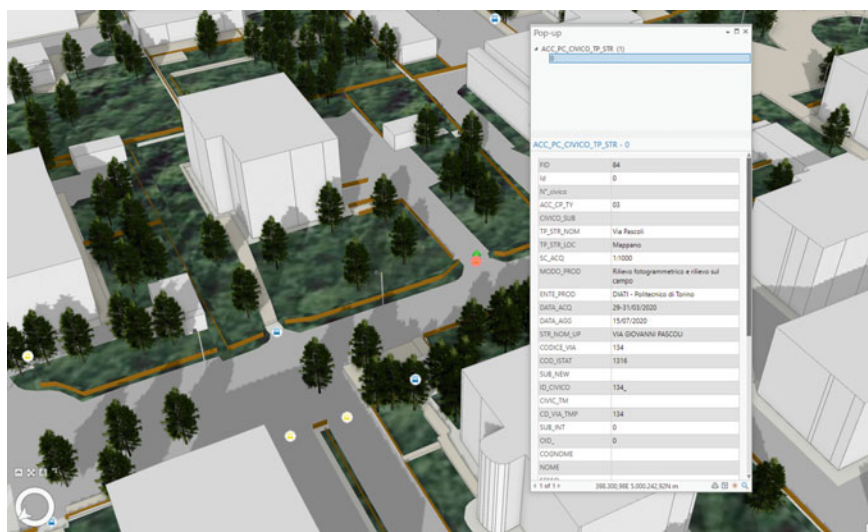 Pop-up
ACC_PC_CIVICO_TP_STR (1)
0
ACC_PC_CIVICO_TP_STR - 0
FID 84
Id 0
N°_civico
ACC_CP_TY 03
CIVICO_SUB
TP_STR_NOM Via Pascoli
TP_STR_LOC Mappano
SC_ACQ 1:1000
MODO_PROD Rilievo fotogrammetrico e rilievo sul
campo
ENTE_PROD DIATI - Politecnico di Torino
DATA_ACQ 29-31/03/2020
DATA_AGG 15/07/2020
STR_NOM_UP VIA GIOVANNI PASCOLI
CODICE_VIA 134
COD_ISTAT 1316
SUB_NEW
ID_CIVICO 134_
CIVIC_TM
CD_VIA_TMP 134
SUB_INT 0
OID_ 0
COGNOME
NOME
1 of 1 398.300,98E 5.000.242,92N m